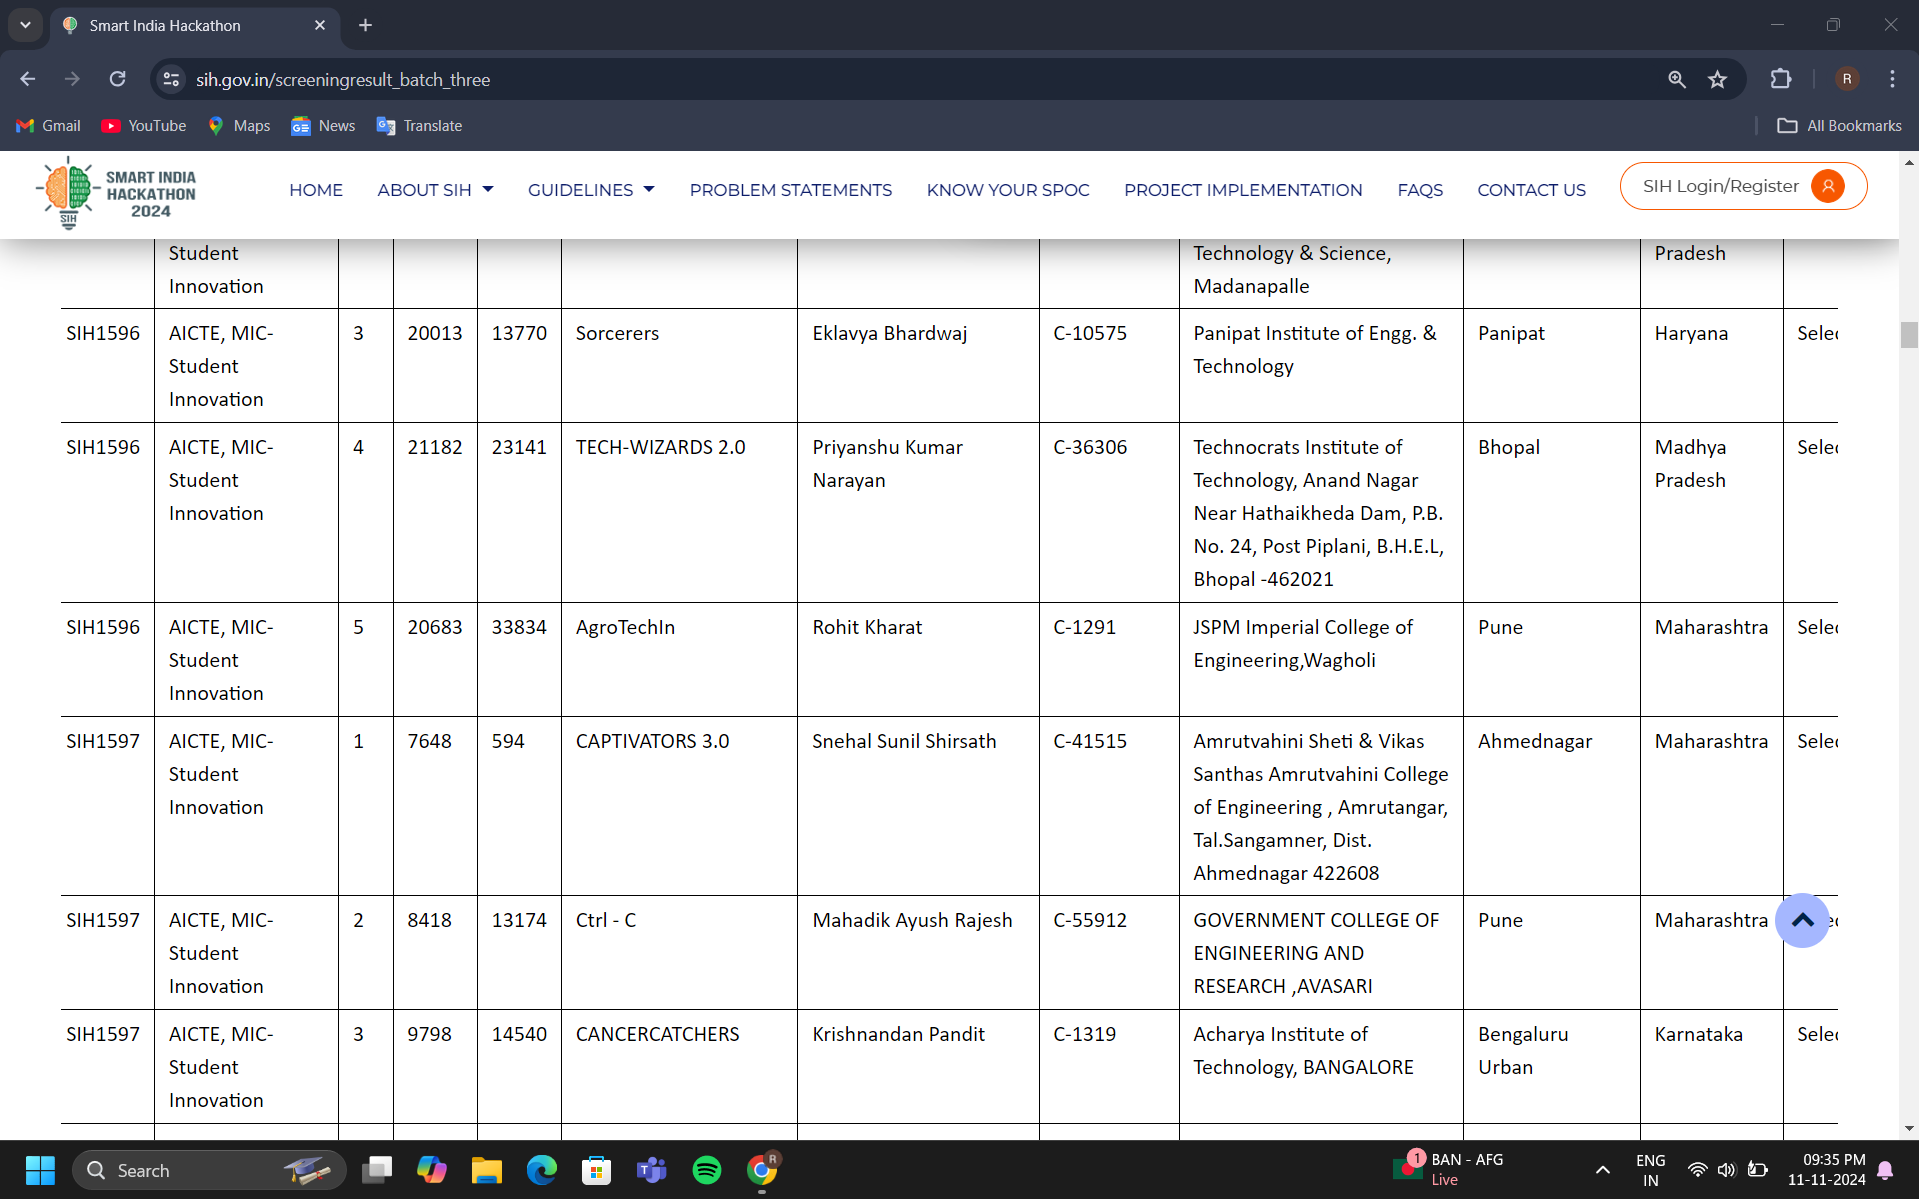 Smart India Hackathon
sih.gov.in/screeningresult_batch_three
R
Gmail YouTube Maps News Translate All Bookmarks
SMART INDIA
HACKATHON
2024
SIH
HOME ABOUT SIH GUIDELINES PROBLEM STATEMENTS KNOW YOUR SPOC PROJECT IMPLEMENTATION FAQS CONTACT US SIH Login/Register
Student Technology & Science, Pradesh
Innovation Madanapalle
SIH1596 AICTE, MIC- 3 20013 13770 Sorcerers Eklavya Bhardwaj C-10575 Panipat Institute of Engg. & Panipat Haryana Selec
Student Technology
Innovation
SIH1596 AICTE, MIC- 4 21182 23141 TECH-WIZARDS 2.0 Priyanshu Kumar C-36306 Technocrats Institute of Bhopal Madhya Selec
Student Narayan Technology, Anand Nagar Pradesh
Innovation Near Hathaikheda Dam, P.B.
No. 24, Post Piplani, B.H.E.L,
Bhopal -462021
SIH1596 AICTE, MIC- 5 20683 33834 AgroTechIn Rohit Kharat C-1291 JSPM Imperial College of Pune Maharashtra Selec
Student Engineering,Wagholi
Innovation
SIH1597 AICTE, MIC- 1 7648 594 CAPTIVATORS 3.0 Snehal Sunil Shirsath C-41515 Amrutvahini Sheti & Vikas Ahmednagar Maharashtra Selec
Student Santhas Amrutvahini College
Innovation of Engineering , Amrutangar,
Tal.Sangamner, Dist.
Ahmednagar 422608
SIH1597 AICTE, MIC- 2 8418 13174 Ctrl - C Mahadik Ayush Rajesh C-55912 GOVERNMENT COLLEGE OF Pune Maharashtra
Student ENGINEERING AND
Innovation RESEARCH ,AVASARI
SIH1597 AICTE, MIC- 3 9798 14540 CANCERCATCHERS Krishnandan Pandit C-1319 Acharya Institute of Bengaluru Karnataka Selec
Student Technology, BANGALORE Urban
Innovation
Search R 1 BAN - AFG ENG 09:35 PM
Live IN 11-11-2024